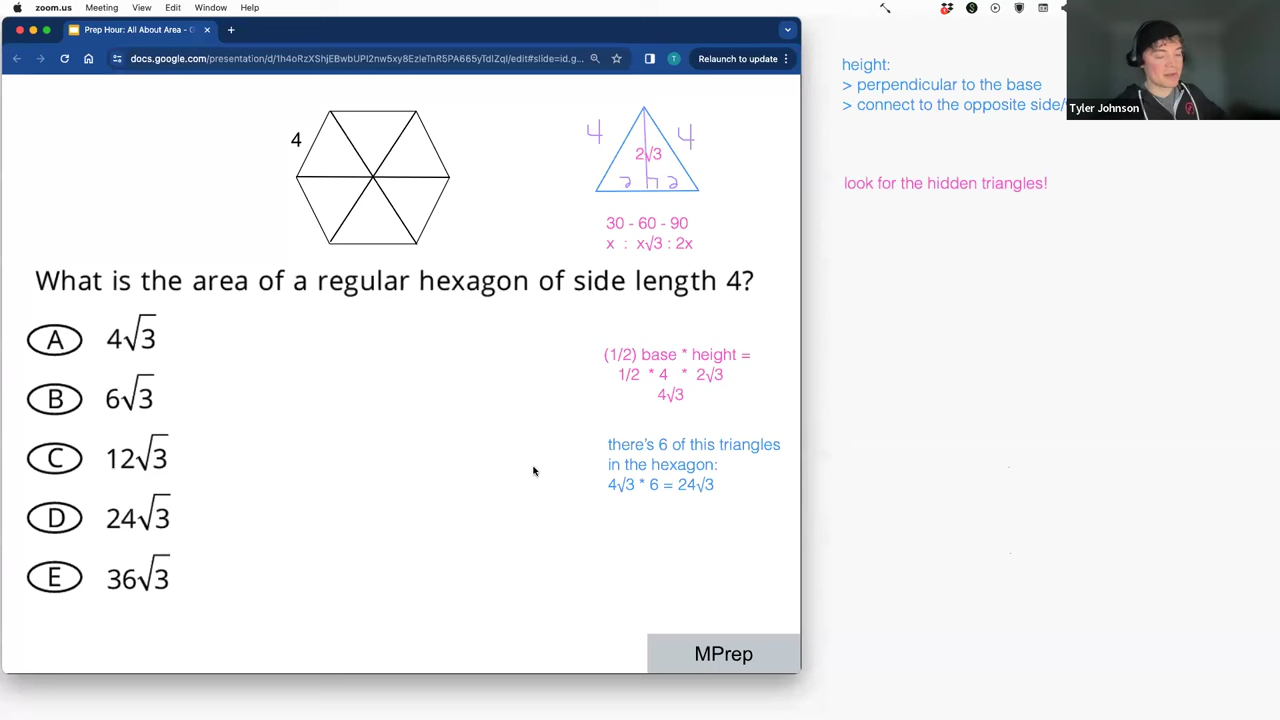 zoom.us Meeting View Edit Window Help
Prep Hour: All About Area - G
docs.google.com/presentation/d/1h4oRzXShjEBwbUPI2nw5xy8EzleTnR5PA665yTdIZqI/edit#slide=id.g...
T
Relaunch to update
4
4
4
2√3
2
2
30 - 60 - 90
x : x√3 : 2x
What is the area of a regular hexagon of side length 4?
A 4√3
B 6√3
C 12√3
D 24√3
E 36√3
(1/2) base * height =
1/2 * 4 * 2√3
4√3
there's 6 of this triangles
in the hexagon:
4√3 * 6 = 24√3
MPrep
height:
> perpendicular to the base
> connect to the opposite side/
look for the hidden triangles!
Tyler Johnson